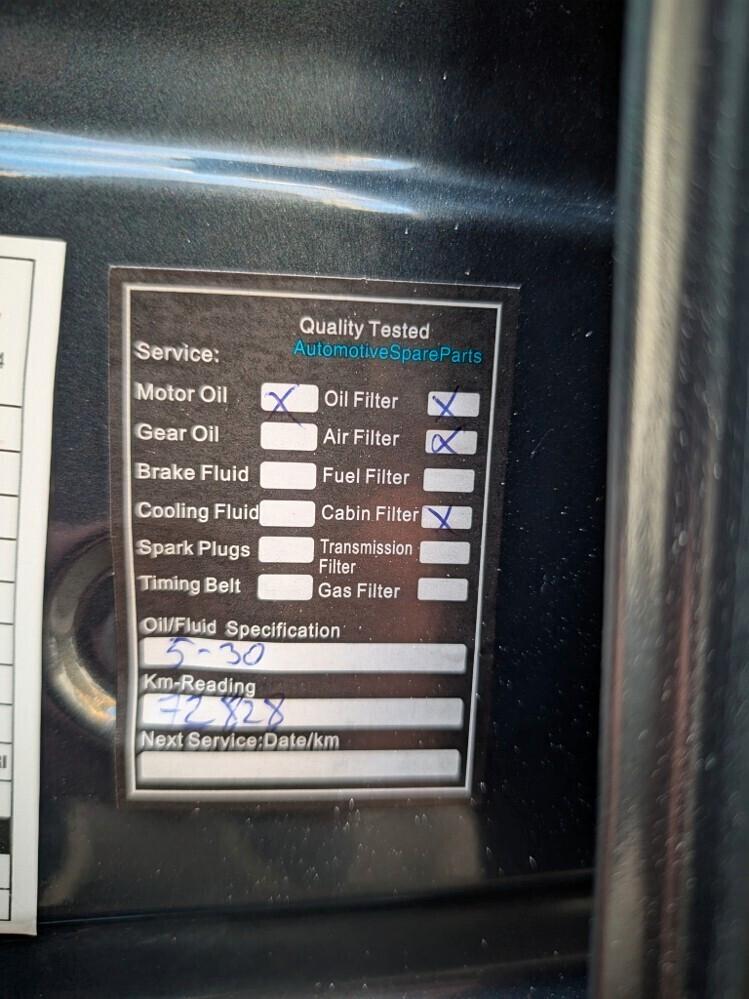 Quality Tested
Service: AutomotiveSpareParts
Motor Oil X Oil Filter X
Gear Oil Air Filter X
Brake Fluid Fuel Filter
Cooling Fluid Cabin Filter X
Spark Plugs Transmission
Filter
Timing Belt Gas Filter
Oil/Fluid Specification
5-30
Km-Reading
72828
Next Service:Date/km